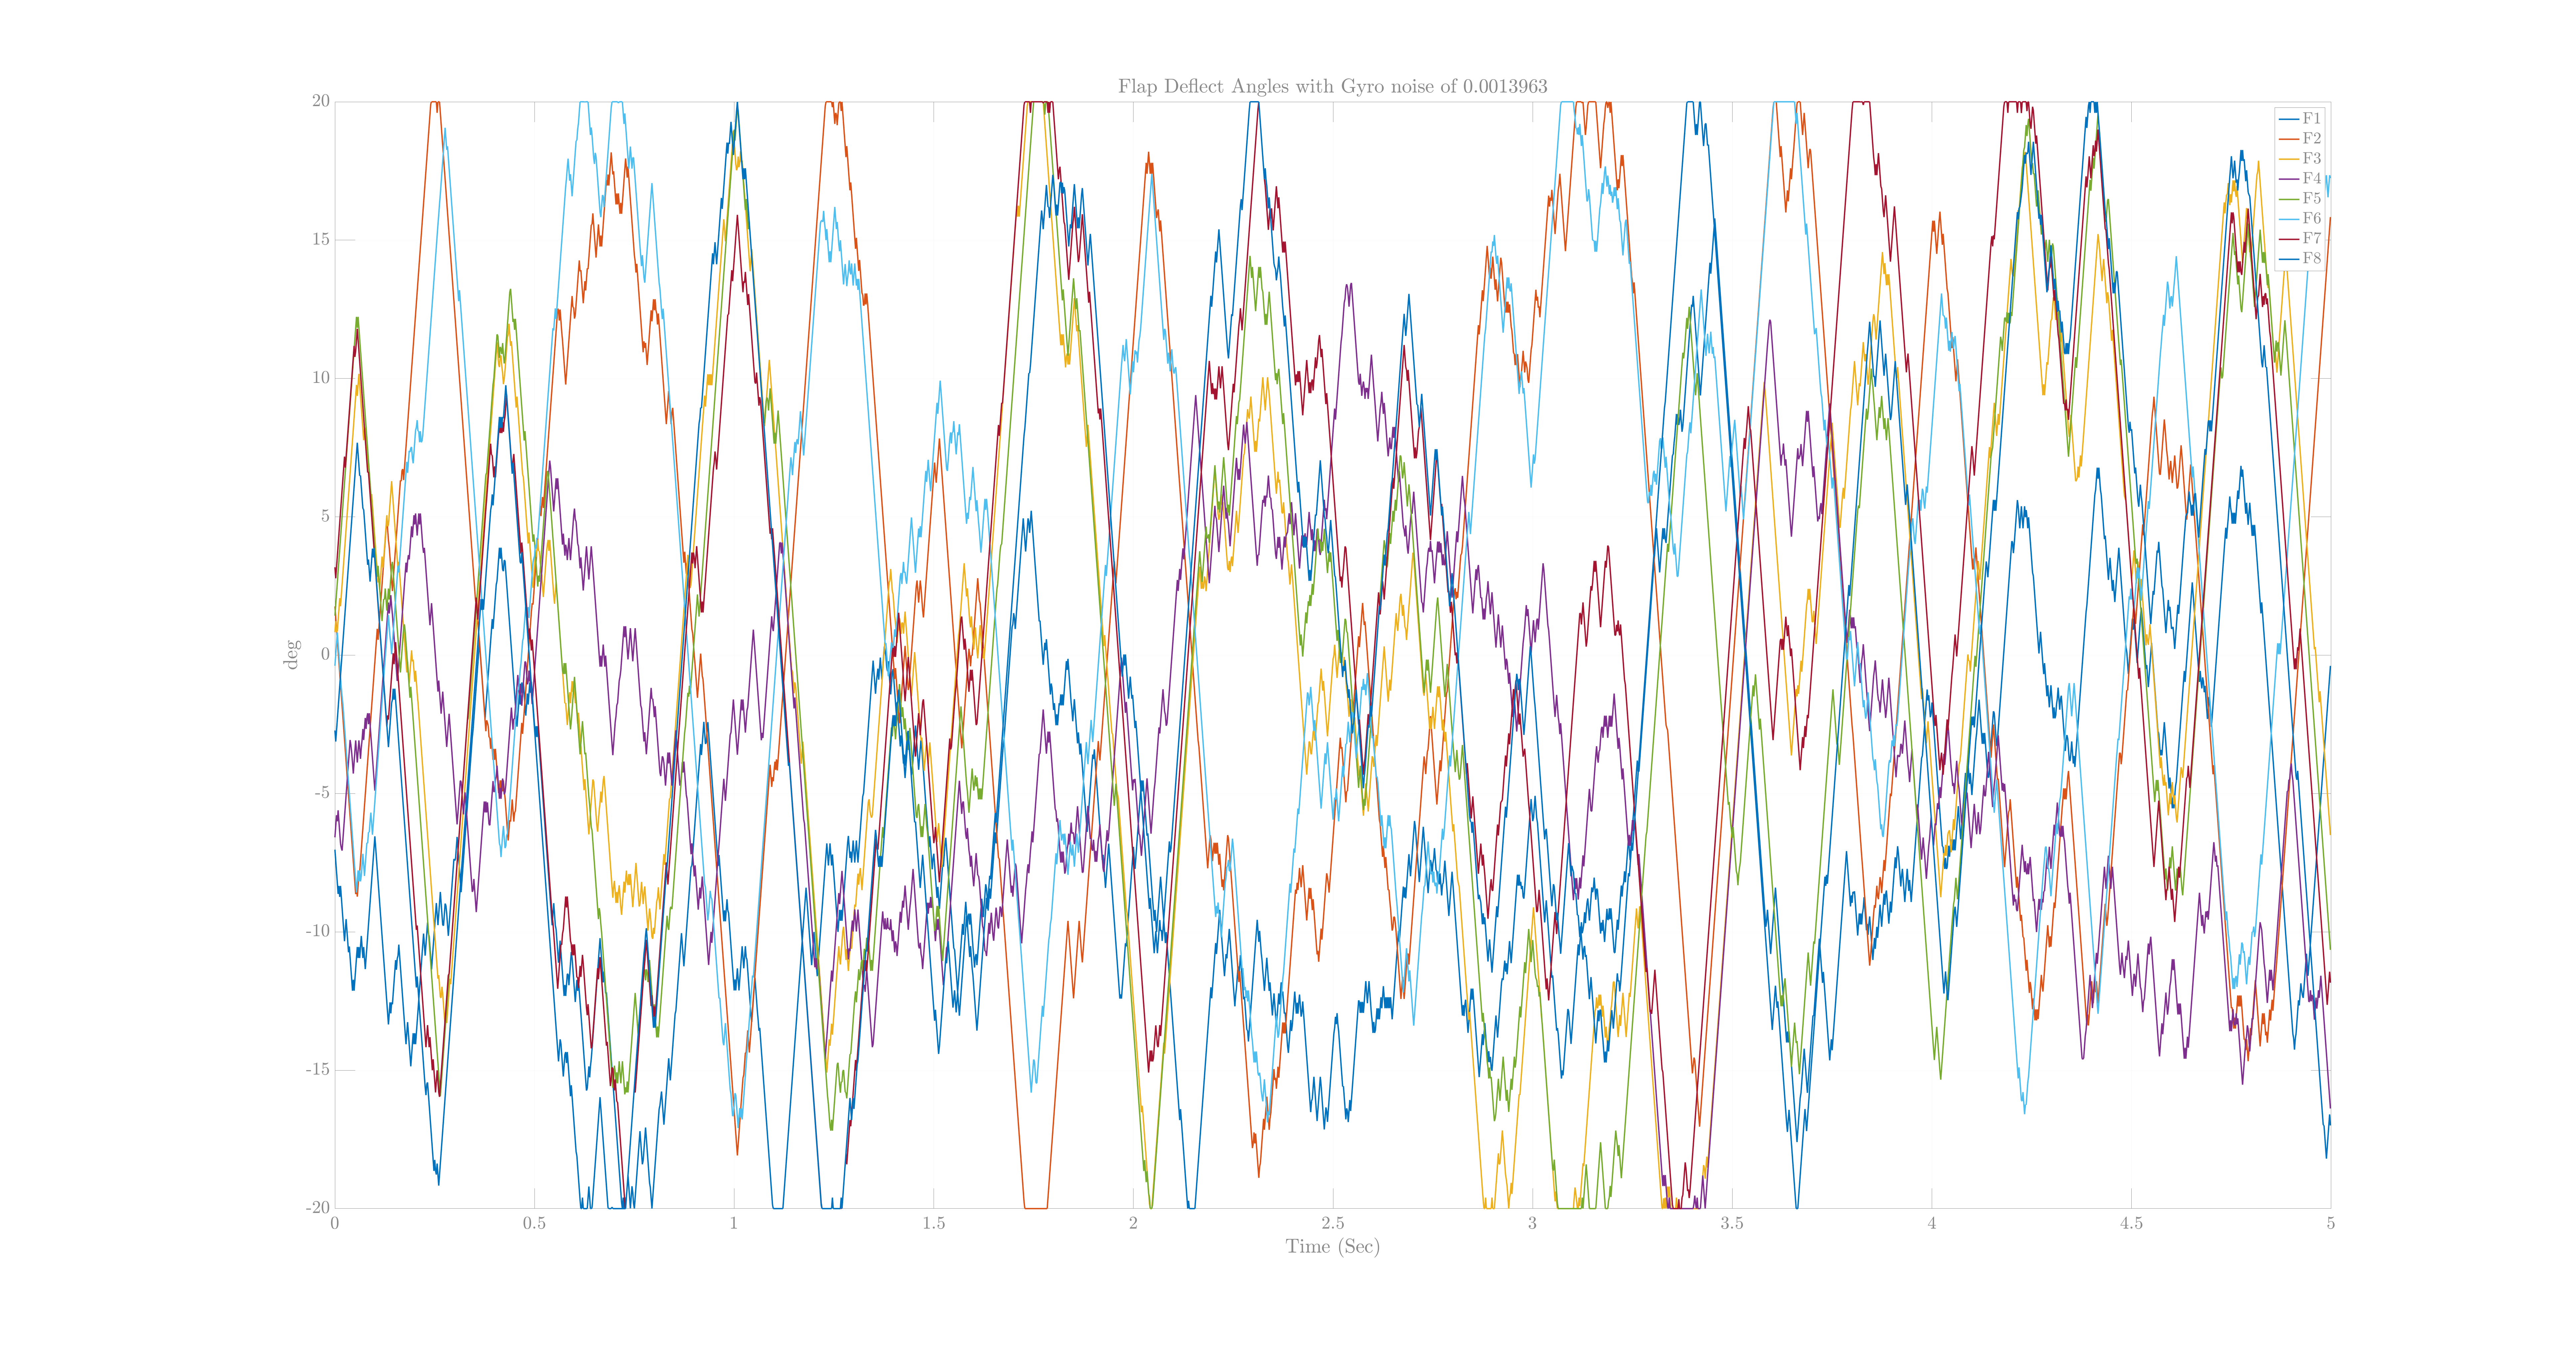 Flap Deflect Angles with Gyro noise of 0.0013963
20
15
10
5
0
-5
-10
-15
-20
deg
0 0.5 1 1.5 2 2.5 3 3.5 4 4.5 5
Time (Sec)
F1
F2
F3
F4
F5
F6
F7
F8